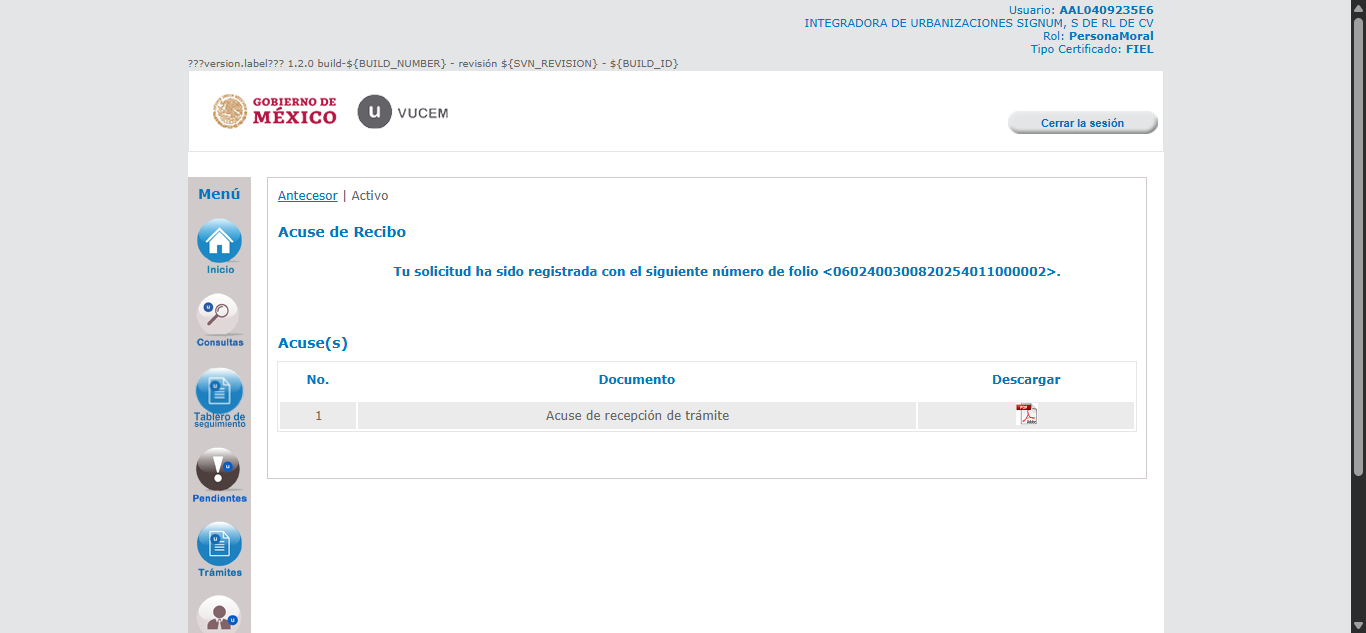 Usuario: AAL0409235E6
INTEGRADORA DE URBANIZACIONES SIGNUM, S DE RL DE CV
Rol: PersonaMoral
Tipo Certificado: FIEL
???version.label??? 1.2.0 build-${BUILD_NUMBER} - revisión ${SVN_REVISION} - ${BUILD_ID}
GOBIERNO DE
MÉXICO
u VUCEM
Cerrar la sesión
Menú
Inicio
Consultas
Tablero de
seguimiento
Pendientes
Trámites
Antecesor | Activo
Acuse de Recibo
Tu solicitud ha sido registrada con el siguiente número de folio <0602400300820254011000002>.
Acuse(s)
No. Documento Descargar
1 Acuse de recepción de trámite